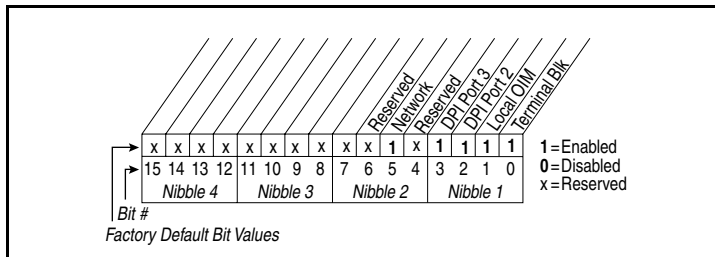 Reserved
Network
Reserved
DPI Port 3
DPI Port 2
Local OIM
Terminal Blk
x x x x x x x x x x 1 x 1 1 1 1
15 14 13 12 11 10 9 8 7 6 5 4 3 2 1 0
Nibble 4 Nibble 3 Nibble 2 Nibble 1
1=Enabled
0=Disabled
x=Reserved
Bit #
Factory Default Bit Values